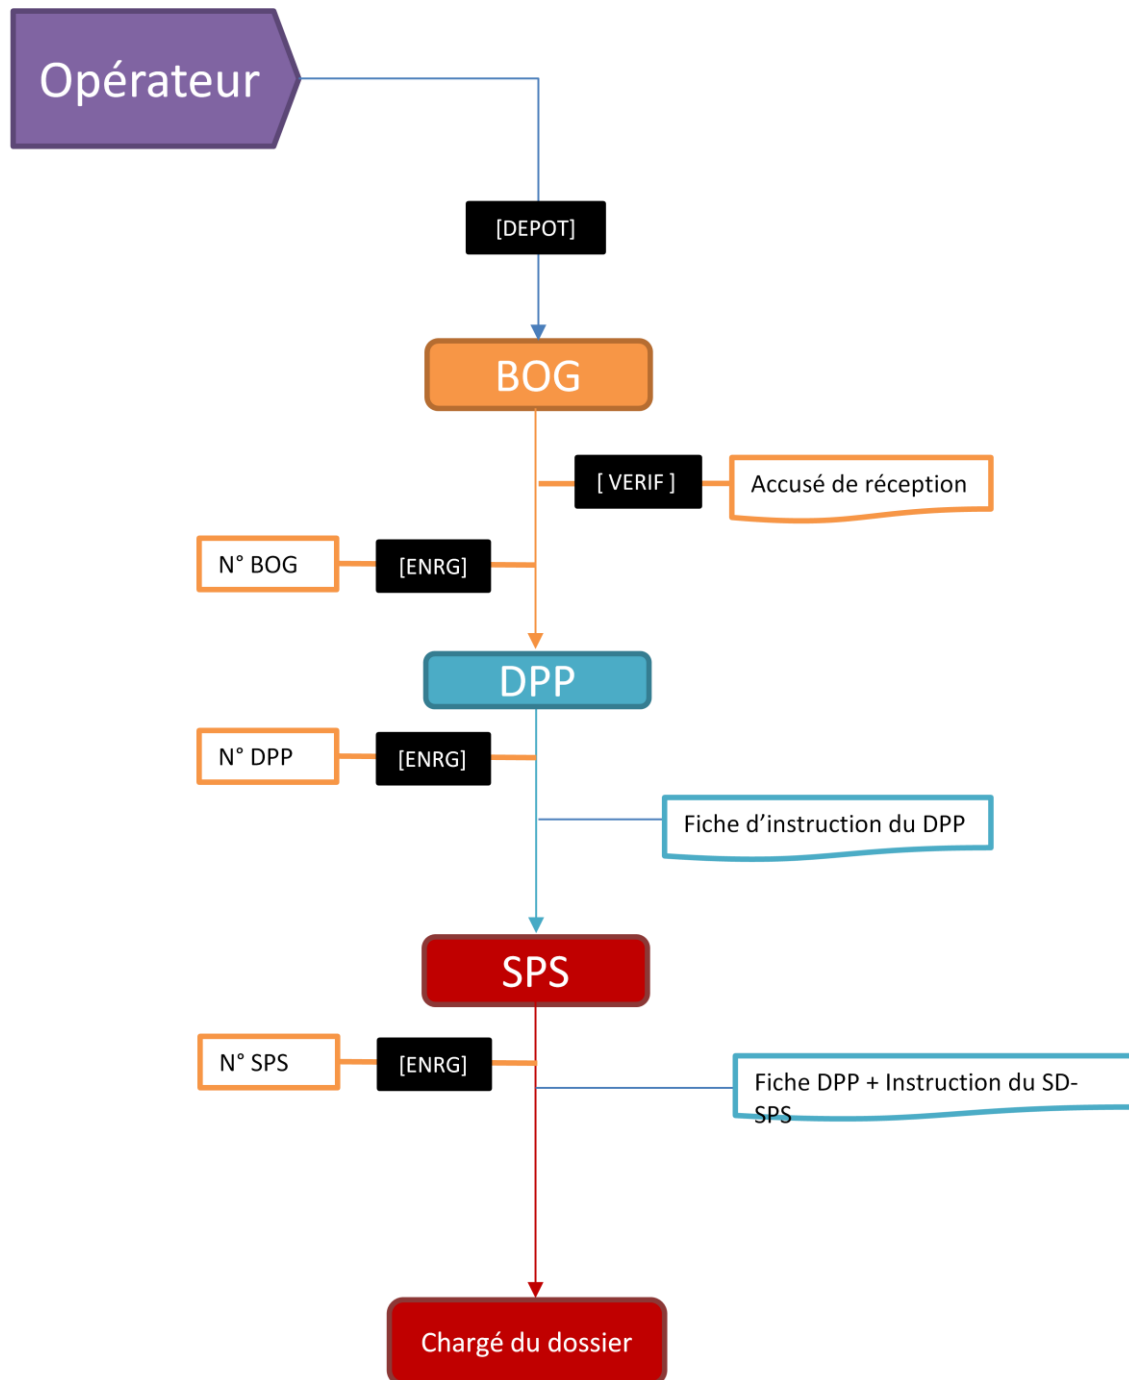 Opérateur
[DEPOT]
BOG
[ VERIF ]
Accusé de réception
N° BOG
[ENRG]
DPP
N° DPP
[ENRG]
Fiche d’instruction du DPP
SPS
N° SPS
[ENRG]
Fiche DPP + Instruction du SD-
SPS
Chargé du dossier